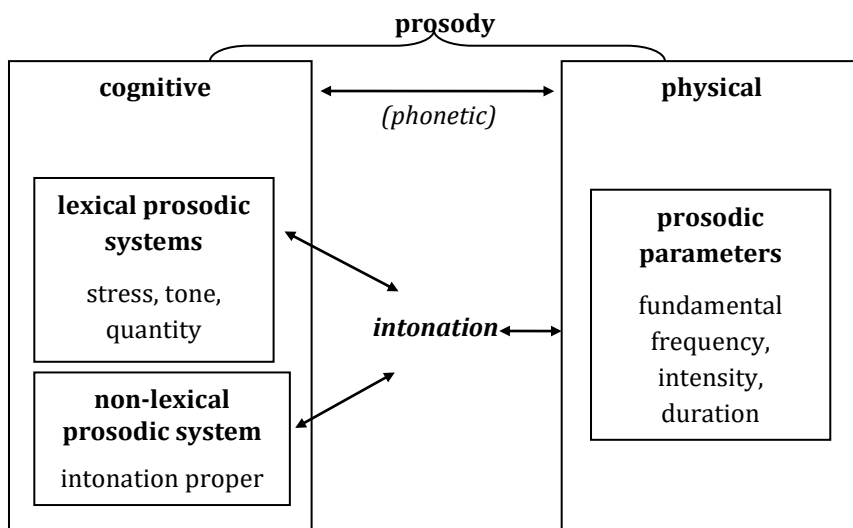 prosody
cognitive
(phonetic)
physical
lexical prosodic
systems
stress, tone,
quantity
non-lexical
prosodic system
intonation proper
intonation
prosodic
parameters
fundamental
frequency,
intensity,
duration